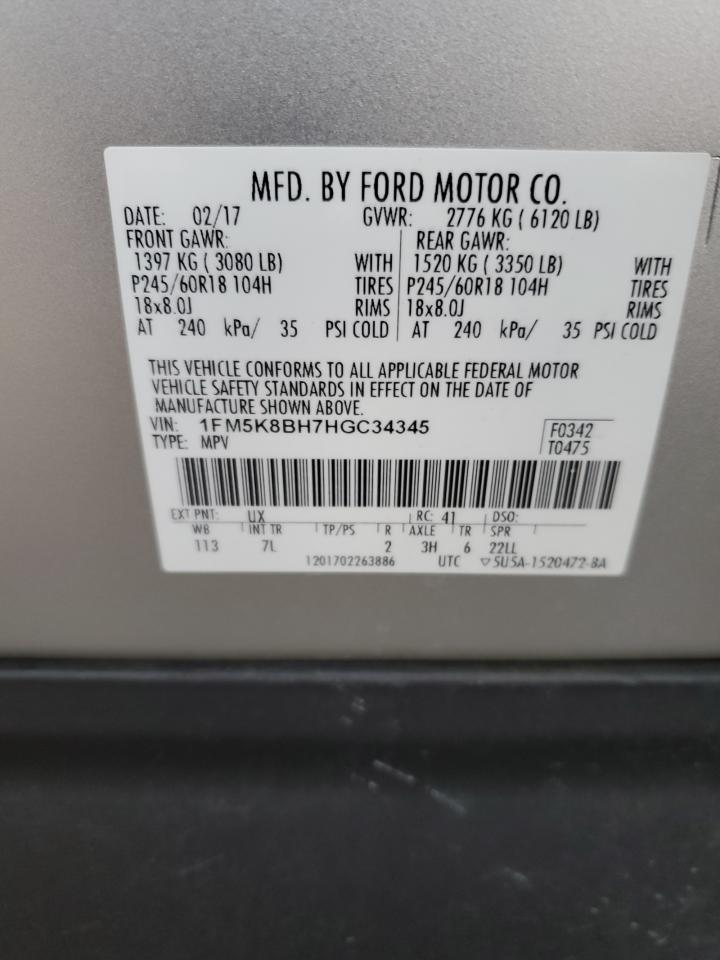 MFD. BY FORD MOTOR CO.
DATE: 02/17 GVWR: 2776 KG ( 6120 LB)
FRONT GAWR: REAR GAWR:
1397 KG ( 3080 LB) WITH 1520 KG ( 3350 LB) WITH
P245/60R18 104H TIRES P245/60R18 104H TIRES
18x8.0J RIMS 18x8.0J RIMS
AT 240 kPa/ 35 PSI COLD AT 240 kPa/ 35 PSI COLD
THIS VEHICLE CONFORMS TO ALL APPLICABLE FEDERAL MOTOR
VEHICLE SAFETY STANDARDS IN EFFECT ON THE DATE OF
MANUFACTURE SHOWN ABOVE.
VIN: 1FM5K8BH7HGC34345 F0342
TYPE: MPV T0475
EXT PNT: UX RC: 41 DSO:
WB INT TR TP/PS R AXLE TR SPR
113 7L 2 3H 6 22LL
1201702263886 UTC ▽5U5A-1520472-BA